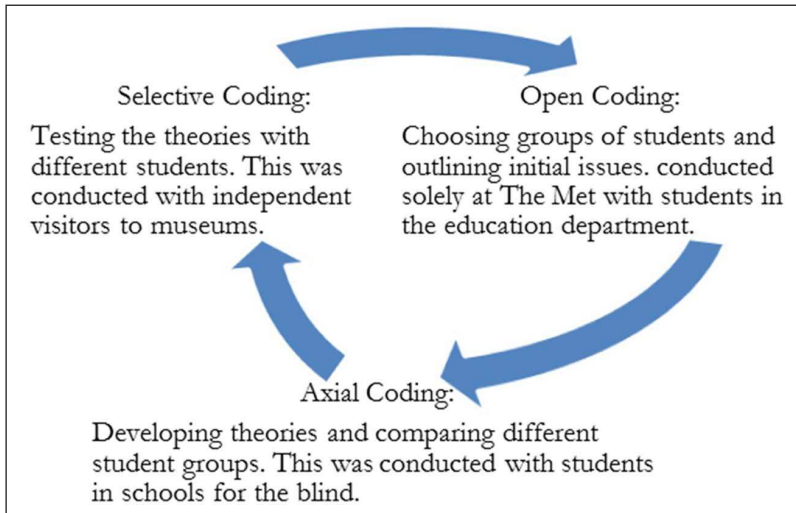 Selective Coding:
Testing the theories with
different students. This was
conducted with independent
visitors to museums.
Open Coding:
Choosing groups of students and
outlining initial issues. conducted
solely at The Met with students in
the education department.
Axial Coding:
Developing theories and comparing different
student groups. This was conducted with students
in schools for the blind.